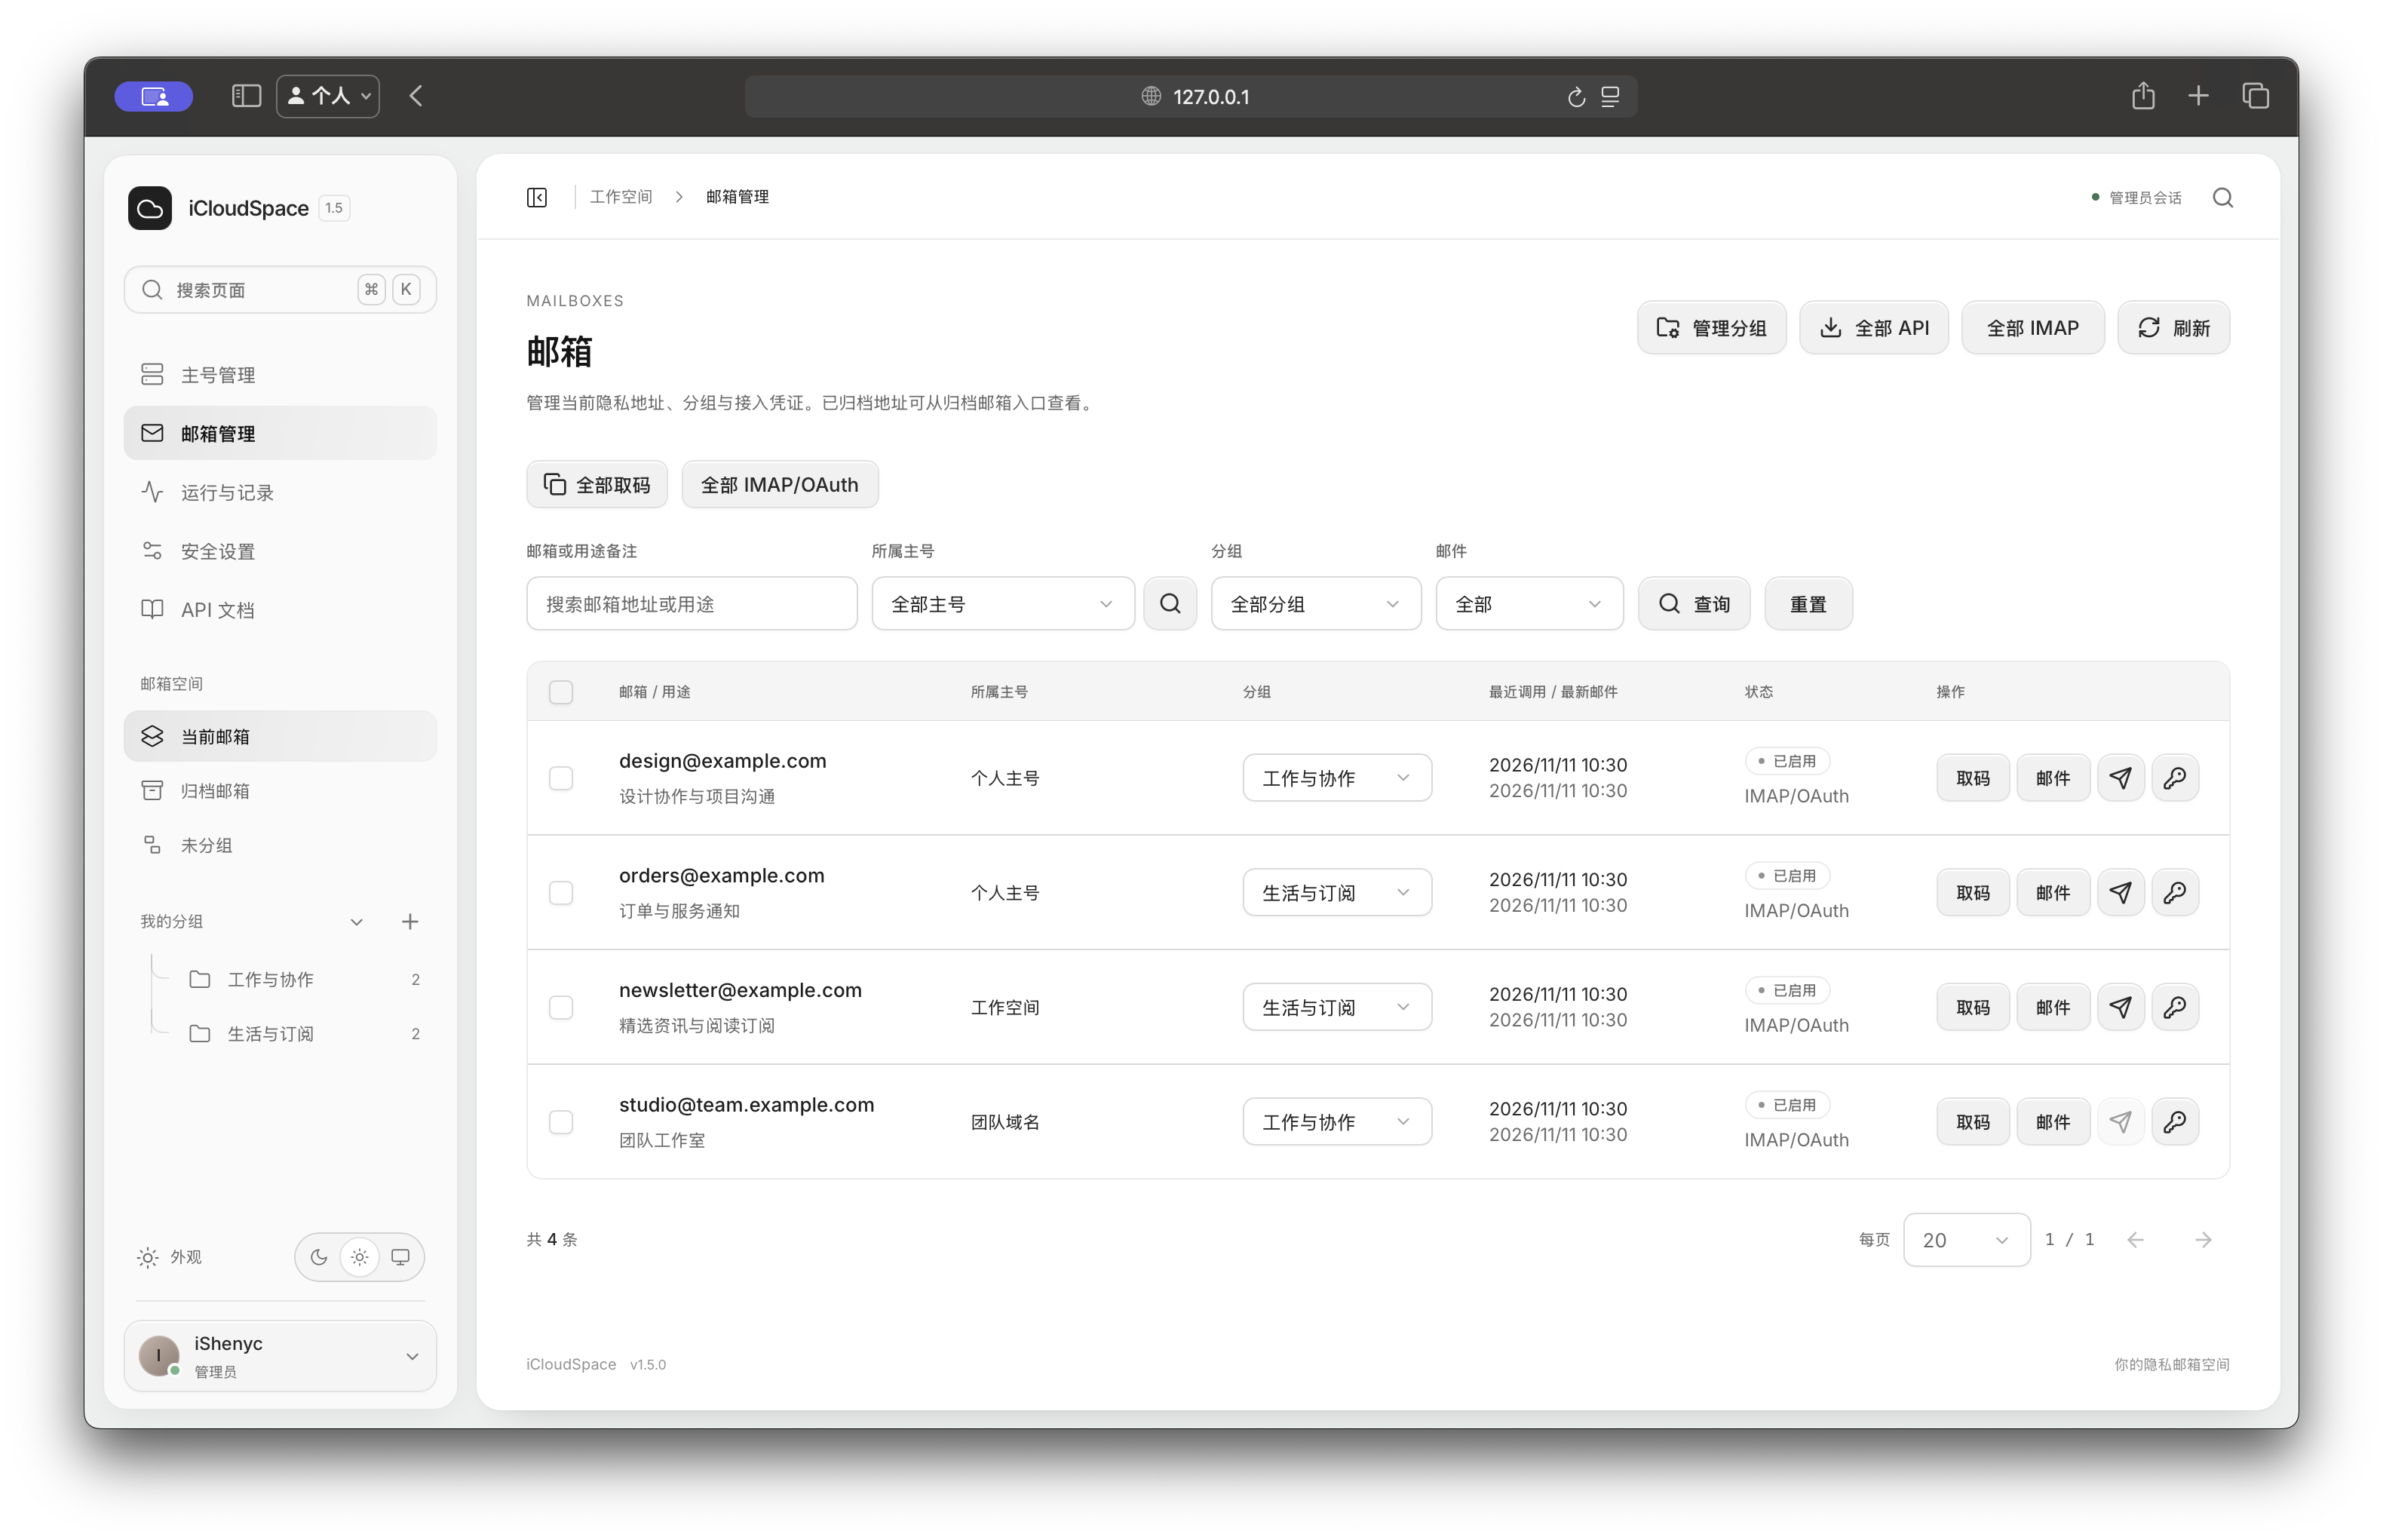 个人
127.0.0.1
iCloudSpace 1.5
搜索页面 ⌘ K
主号管理
邮箱管理
运行与记录
安全设置
API 文档
邮箱空间
当前邮箱
归档邮箱
未分组
我的分组
工作与协作 2
生活与订阅 2
外观
I
iShenyc
管理员
工作空间 > 邮箱管理
管理员会话
MAILBOXES
邮箱
管理当前隐私地址、分组与接入凭证。已归档地址可从归档邮箱入口查看。
管理分组 全部 API 全部 IMAP 刷新
全部取码 全部 IMAP/OAuth
邮箱或用途备注 所属主号 分组 邮件
搜索邮箱地址或用途 全部主号 全部分组 全部 查询 重置
邮箱 / 用途 所属主号 分组 最近调用 / 最新邮件 状态 操作
design@example.com
设计协作与项目沟通
个人主号
工作与协作
2026/11/11 10:30
2026/11/11 10:30
已启用
IMAP/OAuth
取码 邮件
orders@example.com
订单与服务通知
个人主号
生活与订阅
2026/11/11 10:30
2026/11/11 10:30
已启用
IMAP/OAuth
取码 邮件
newsletter@example.com
精选资讯与阅读订阅
工作空间
生活与订阅
2026/11/11 10:30
2026/11/11 10:30
已启用
IMAP/OAuth
取码 邮件
studio@team.example.com
团队工作室
团队域名
工作与协作
2026/11/11 10:30
2026/11/11 10:30
已启用
IMAP/OAuth
取码 邮件
共 4 条
每页 20 1 / 1
iCloudSpace v1.5.0
你的隐私邮箱空间